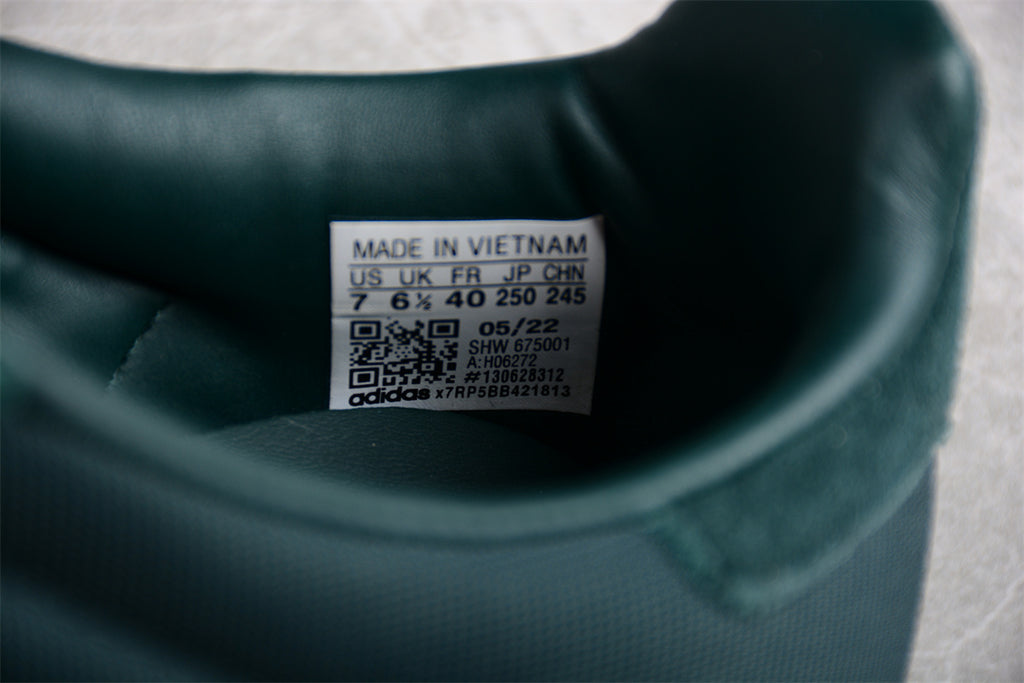 MADE IN VIETNAM
US UK FR JP CHN
7 6½ 40 250 245
05/22
SHW 675001
A: H06272
#130628312
adidas x7RP5BB421813